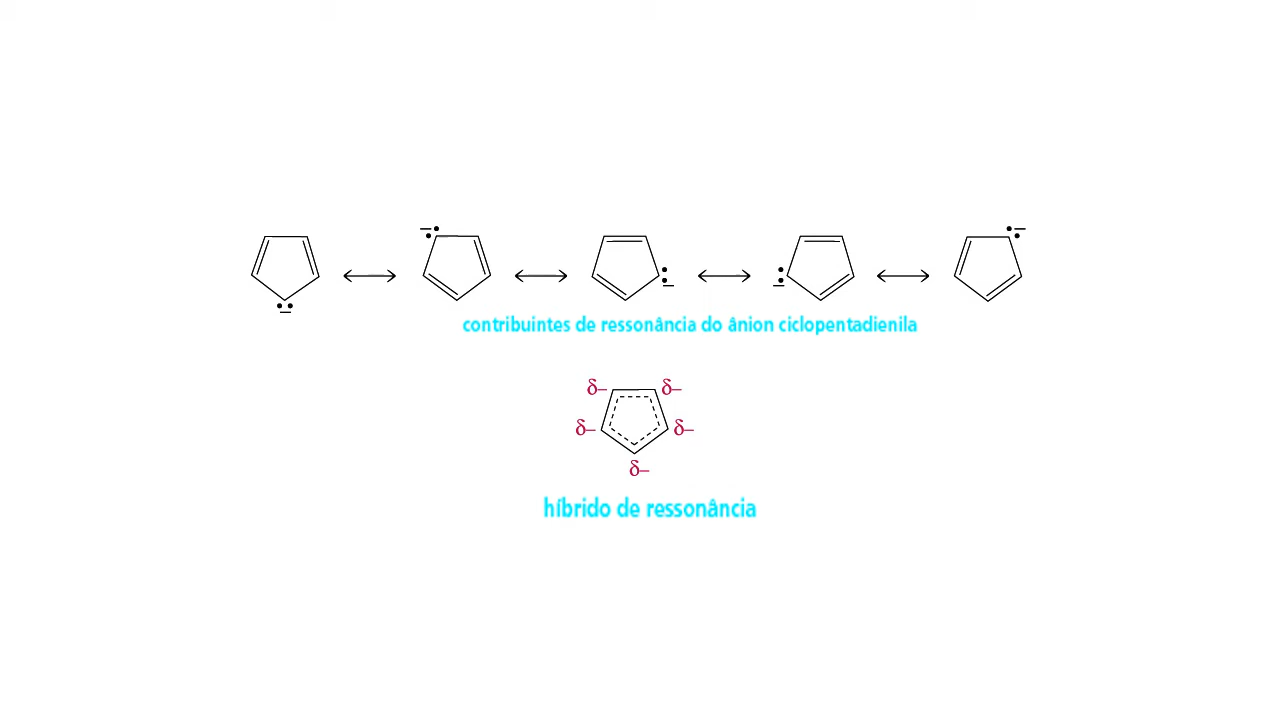 contribuintes de ressonância do ânion ciclopentadienila
δ– δ–
δ– δ–
δ–
híbrido de ressonância